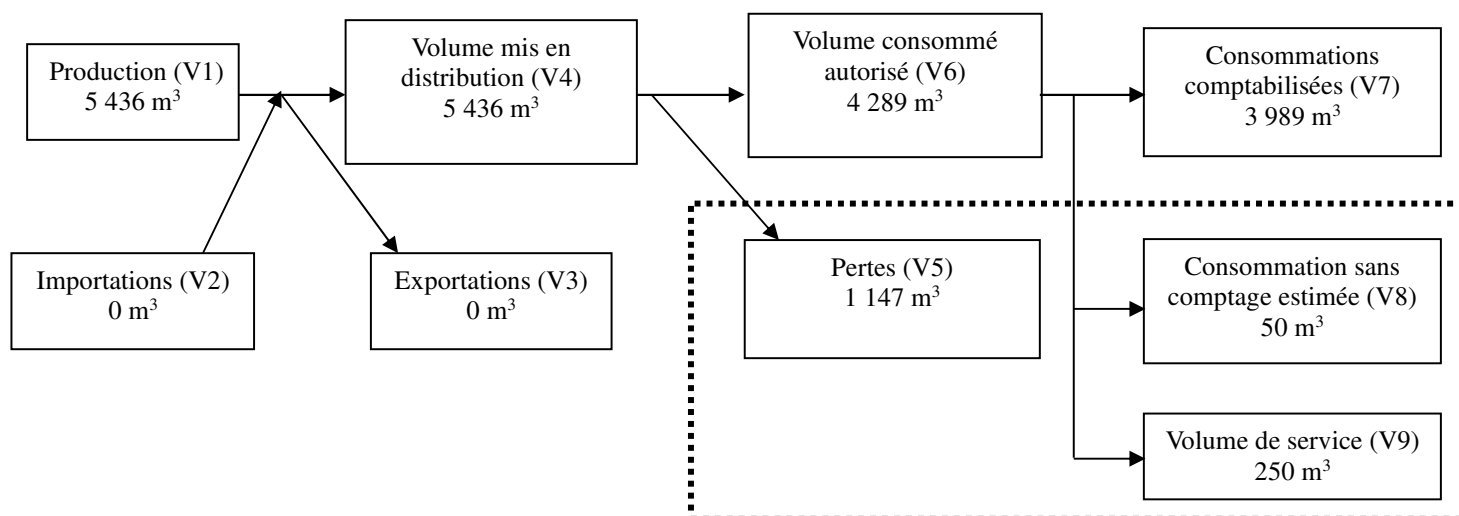 Production (V1)
5 436 m³
Volume mis en
distribution (V4)
5 436 m³
Volume consommé
autorisé (V6)
4 289 m³
Consommations
comptabilisées (V7)
3 989 m³
Importations (V2)
0 m³
Exportations (V3)
0 m³
Pertes (V5)
1 147 m³
Consommation sans
comptage estimée (V8)
50 m³
Volume de service (V9)
250 m³